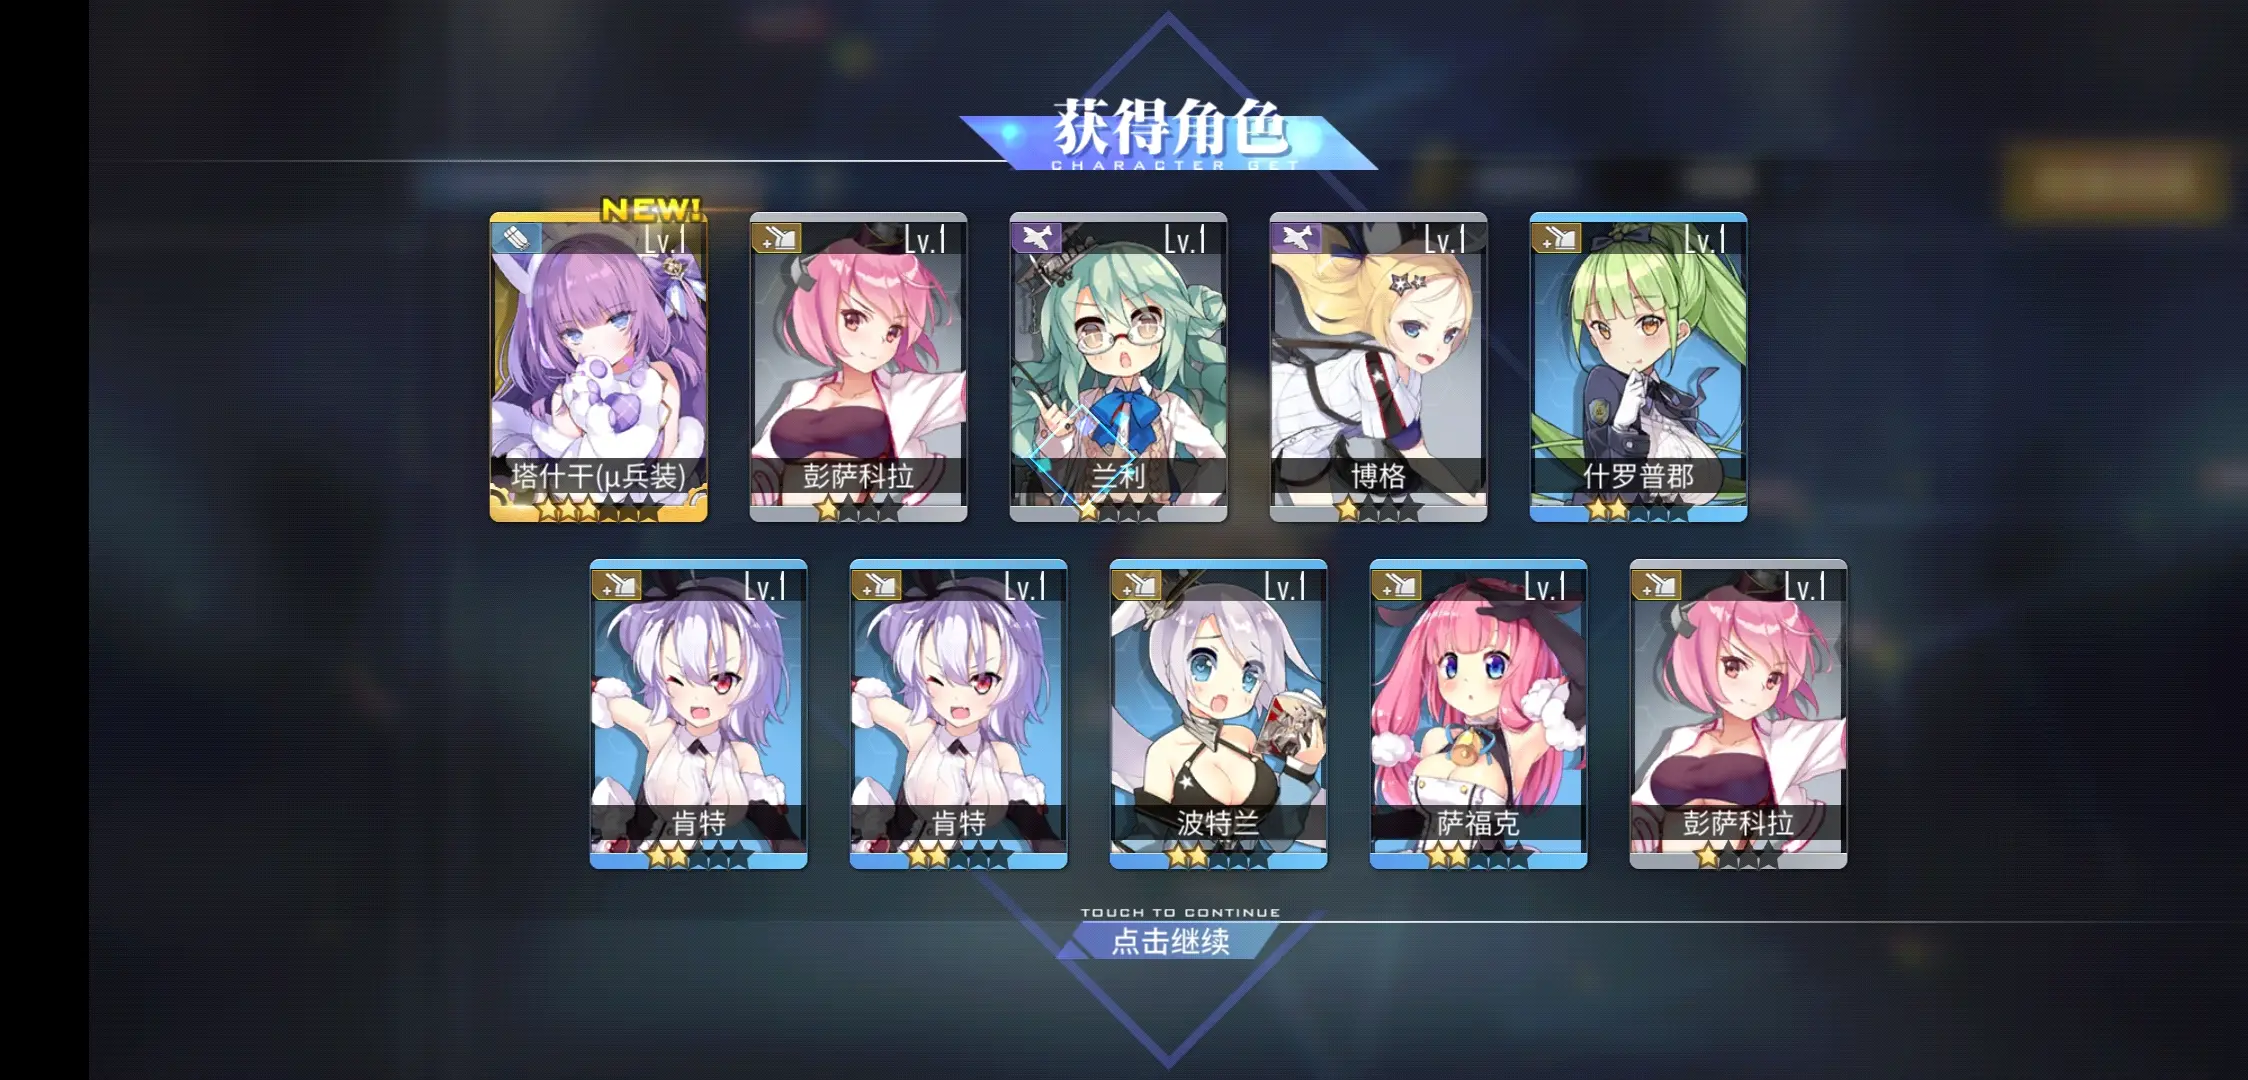 获得角色
CHARACTER GET
NEW!
Lv.1 Lv.1 Lv.1 Lv.1 Lv.1
塔什干(μ兵装) 彭萨科拉 兰利 博格 什罗普郡
Lv.1 Lv.1 Lv.1 Lv.1 Lv.1
肯特 肯特 波特兰 萨福克 彭萨科拉
TOUCH TO CONTINUE
点击继续